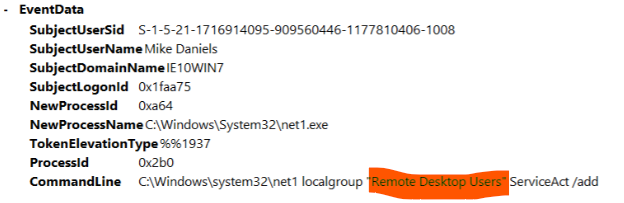 - EventData
SubjectUserSid S-1-5-21-1716914095-909560446-1177810406-1008
SubjectUserName Mike Daniels
SubjectDomainName IE10WIN7
SubjectLogonId 0x1faa75
NewProcessId 0xa64
NewProcessName C:\Windows\System32\net1.exe
TokenElevationType %%1937
ProcessId 0x2b0
CommandLine C:\Windows\system32\net1 localgroup "Remote Desktop Users" ServiceAct /add